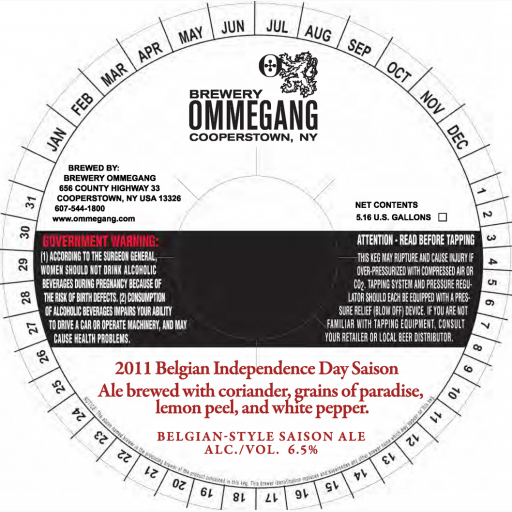 JAN FEB MAR APR MAY JUN JUL AUG SEP OCT NOV DEC
BREWERY
OMMEGANG
COOPERSTOWN, NY
BREWED BY:
BREWERY OMMEGANG
656 COUNTY HIGHWAY 33
COOPERSTOWN, NY USA 13326
607-544-1800
www.ommegang.com
NET CONTENTS
5.16 U.S. GALLONS
GOVERNMENT WARNING:
(1) ACCORDING TO THE SURGEON GENERAL,
WOMEN SHOULD NOT DRINK ALCOHOLIC
BEVERAGES DURING PREGNANCY BECAUSE OF
THE RISK OF BIRTH DEFECTS. (2) CONSUMPTION
OF ALCOHOLIC BEVERAGES IMPAIRS YOUR ABILITY
TO DRIVE A CAR OR OPERATE MACHINERY, AND MAY
CAUSE HEALTH PROBLEMS.
ATTENTION - READ BEFORE TAPPING
THIS KEG MAY RUPTURE AND CAUSE INJURY IF
OVER-PRESSURIZED WITH COMPRESSED AIR OR
CO2. TAPPING SYSTEM AND PRESSURE REGU-
LATOR SHOULD EACH BE EQUIPPED WITH A PRES-
SURE RELIEF (BLOW OFF) DEVICE. IF YOU ARE NOT
FAMILIAR WITH TAPPING EQUIPMENT, CONSULT
YOUR RETAILER OR LOCAL BEER DISTRIBUTOR.
2011 Belgian Independence Day Saison
Ale brewed with coriander, grains of paradise,
lemon peel, and white pepper.
BELGIAN-STYLE SAISON ALE
ALC./VOL. 6.5%
1 2 3 4 5 6 7 8 9 10 11 12 13 14 15 16 17 18 19 20 21 22 23 24 25 26 27 28 29 30 31